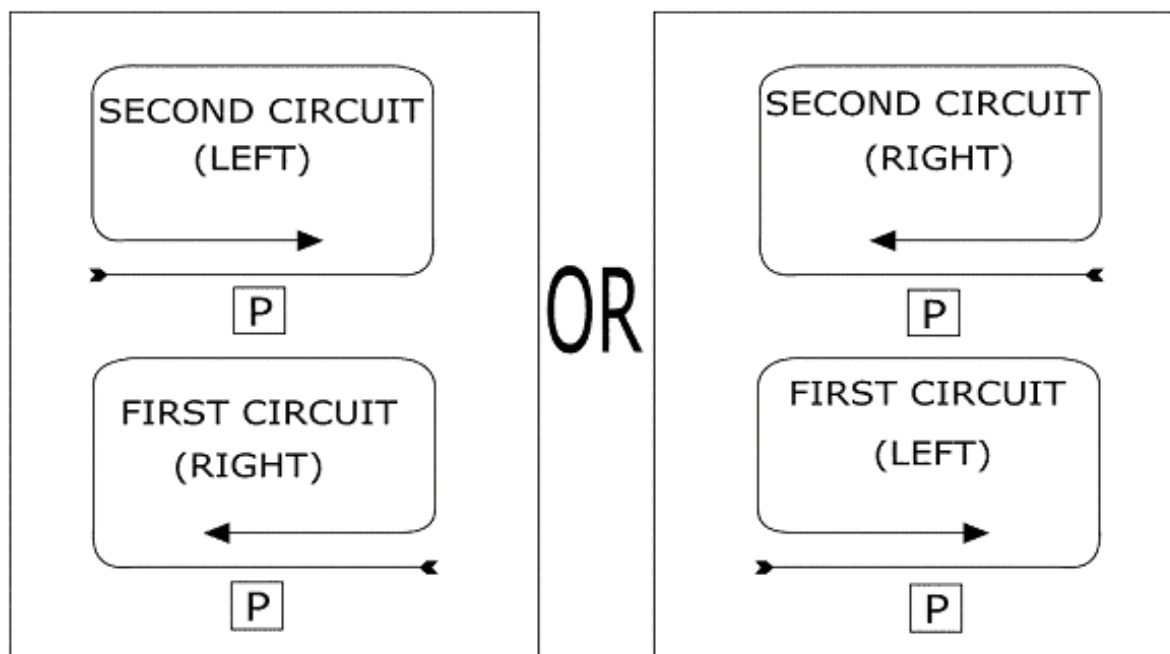 SECOND CIRCUIT
(LEFT)
P
FIRST CIRCUIT
(RIGHT)
P
OR
SECOND CIRCUIT
(RIGHT)
P
FIRST CIRCUIT
(LEFT)
P